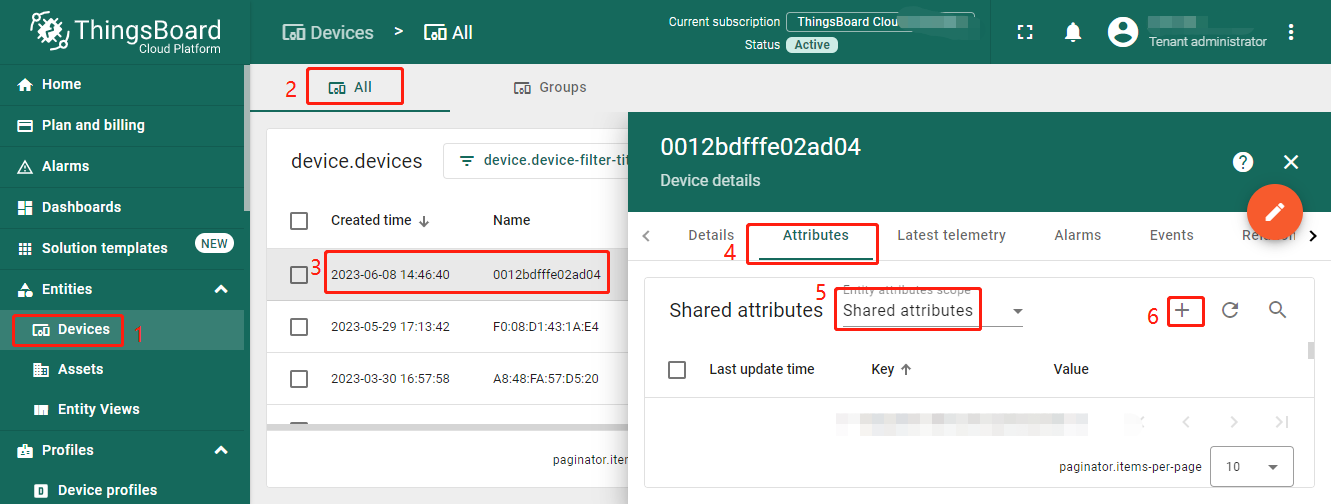 ThingsBoard
Cloud Platform
Devices > All
Current subscription ThingsBoard Clou
Status Active
Tenant administrator
Home
Plan and billing
Alarms
Dashboards
Solution templates NEW
Entities
Devices 1
Assets
Entity Views
Profiles
Device profiles
2 All Groups
device.devices device.device-filter-tit
Created time Name
3 2023-06-08 14:46:40 0012bdfffe02ad04
2023-05-29 17:13:42 F0:08:D1:43:1A:E4
2023-03-30 16:57:58 A8:48:FA:57:D5:20
paginator.item
0012bdfffe02ad04
Device details
Details 4 Attributes Latest telemetry Alarms Events Relation
5 Entity attributes scope
Shared attributes Shared attributes 6
Last update time Key Value
paginator.items-per-page 10